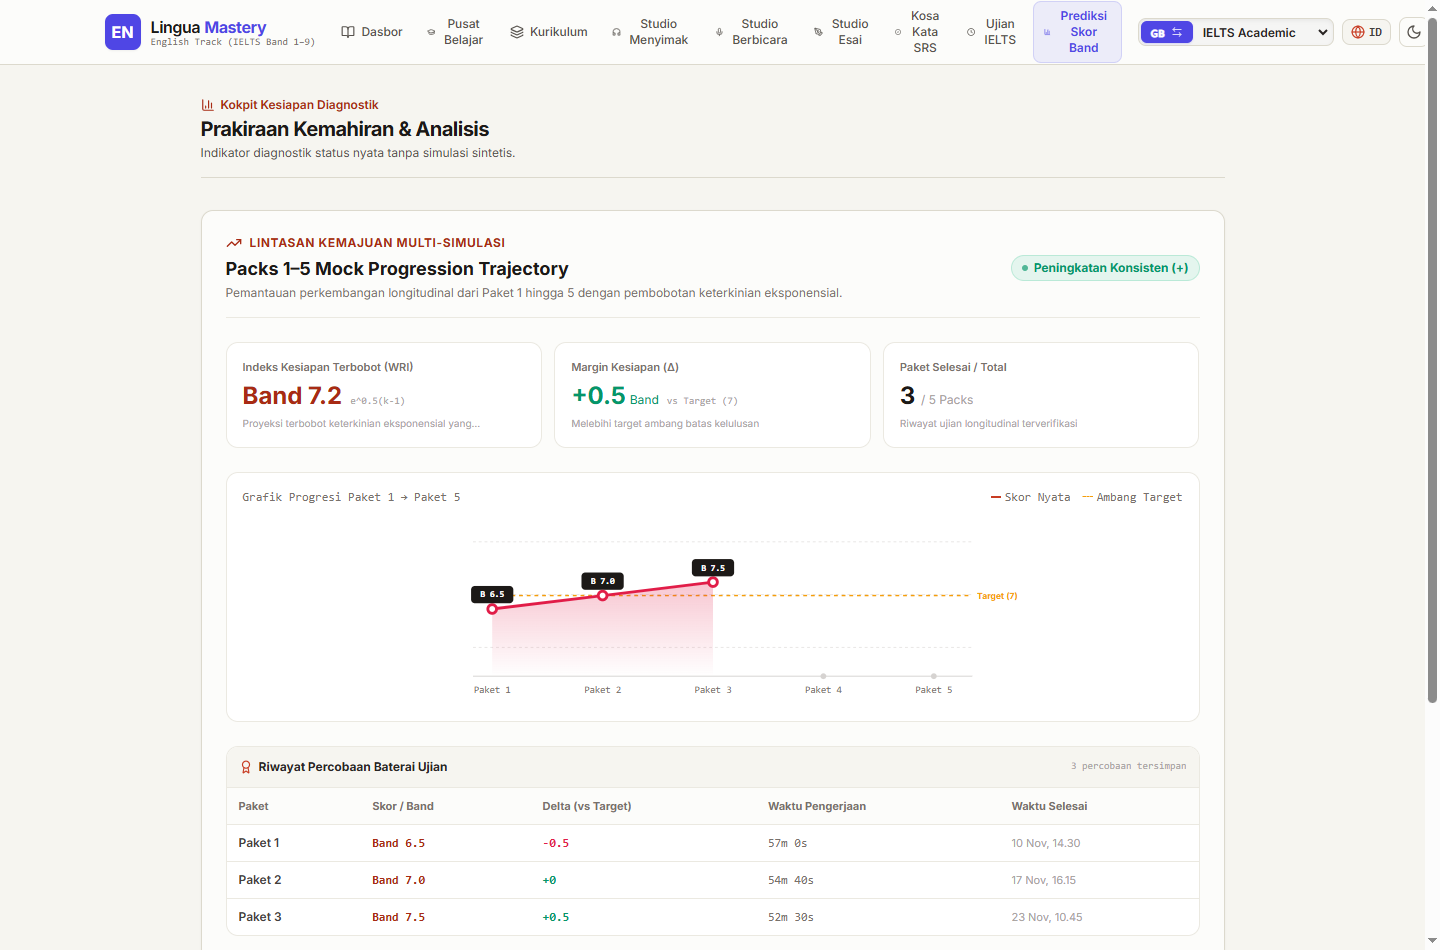 EN
Lingua Mastery
English Track (IELTS Band 1–9)
Dasbor
Pusat
Belajar
Kurikulum
Studio
Menyimak
Studio
Berbicara
Studio
Esai
Kosa
Kata
SRS
Ujian
IELTS
Prediksi
Skor
Band
GB
IELTS Academic
ID
Kokpit Kesiapan Diagnostik
Prakiraan Kemahiran & Analisis
Indikator diagnostik status nyata tanpa simulasi sintetis.
LINTASAN KEMAJUAN MULTI-SIMULASI
Packs 1–5 Mock Progression Trajectory
Peningkatan Konsisten (+)
Pemantauan perkembangan longitudinal dari Paket 1 hingga 5 dengan pembobotan keterkinian eksponensial.
Indeks Kesiapan Terbobot (WRI)
Band 7.2 e^0.5(k-1)
Proyeksi terbobot keterkinian eksponensial yang...
Margin Kesiapan (Δ)
+0.5 Band vs Target (7)
Melebihi target ambang batas kelulusan
Paket Selesai / Total
3 / 5 Packs
Riwayat ujian longitudinal terverifikasi
Grafik Progresi Paket 1 → Paket 5
Skor Nyata
Ambang Target
B 6.5
B 7.0
B 7.5
Target (7)
Paket 1
Paket 2
Paket 3
Paket 4
Paket 5
Riwayat Percobaan Baterai Ujian
3 percobaan tersimpan
Paket Skor / Band Delta (vs Target) Waktu Pengerjaan Waktu Selesai
Paket 1 Band 6.5 -0.5 57m 0s 10 Nov, 14.30
Paket 2 Band 7.0 +0 54m 40s 17 Nov, 16.15
Paket 3 Band 7.5 +0.5 52m 30s 23 Nov, 10.45